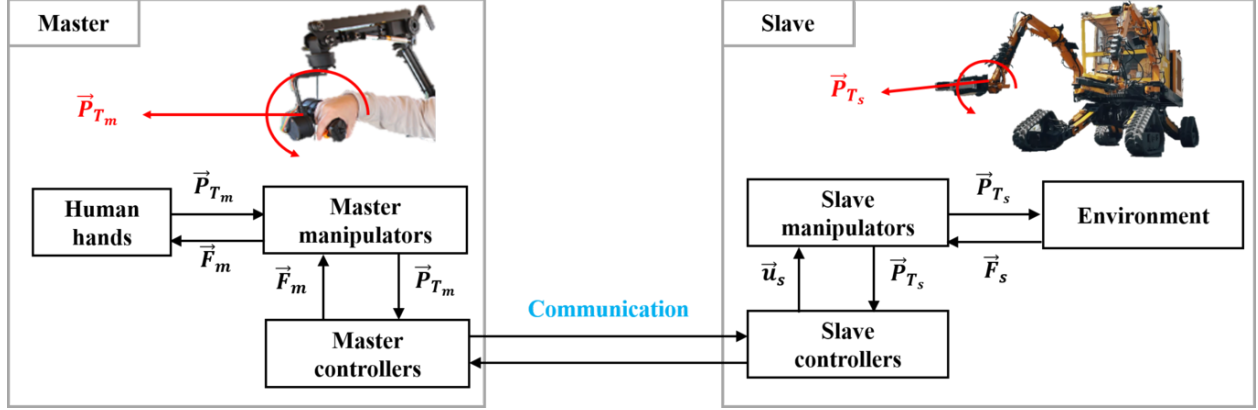 Master
Slave
P⃗_{T_m}
P⃗_{T_s}
Human
hands
P⃗_{T_m}
F⃗_m
Master
manipulators
F⃗_m
P⃗_{T_m}
Master
controllers
Communication
Slave
manipulators
P⃗_{T_s}
F⃗_s
Environment
u⃗_s
P⃗_{T_s}
Slave
controllers